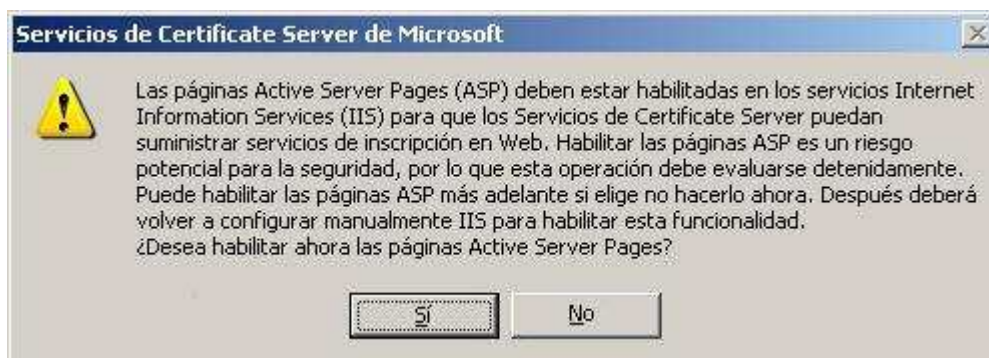 Servicios de Certificate Server de Microsoft
Las páginas Active Server Pages (ASP) deben estar habilitadas en los servicios Internet
Information Services (IIS) para que los Servicios de Certificate Server puedan
suministrar servicios de inscripción en Web. Habilitar las páginas ASP es un riesgo
potencial para la seguridad, por lo que esta operación debe evaluarse detenidamente.
Puede habilitar las páginas ASP más adelante si elige no hacerlo ahora. Después deberá
volver a configurar manualmente IIS para habilitar esta funcionalidad.
¿Desea habilitar ahora las páginas Active Server Pages?
Sí No